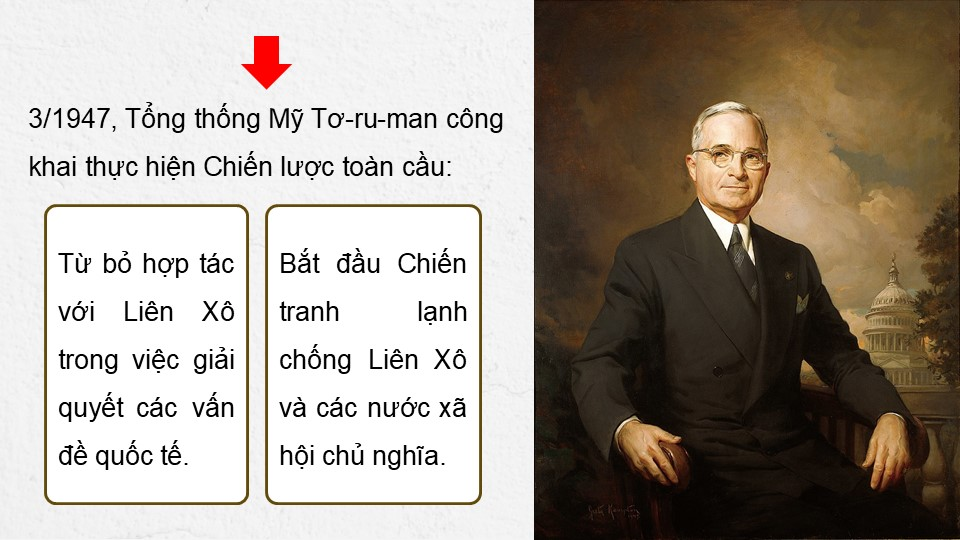 3/1947, Tổng thống Mỹ Tơ-ru-man công
khai thực hiện Chiến lược toàn cầu:
Từ bỏ hợp tác
với Liên Xô
trong việc giải
quyết các vấn
đề quốc tế.
Bắt đầu Chiến
tranh lạnh
chống Liên Xô
và các nước xã
hội chủ nghĩa.